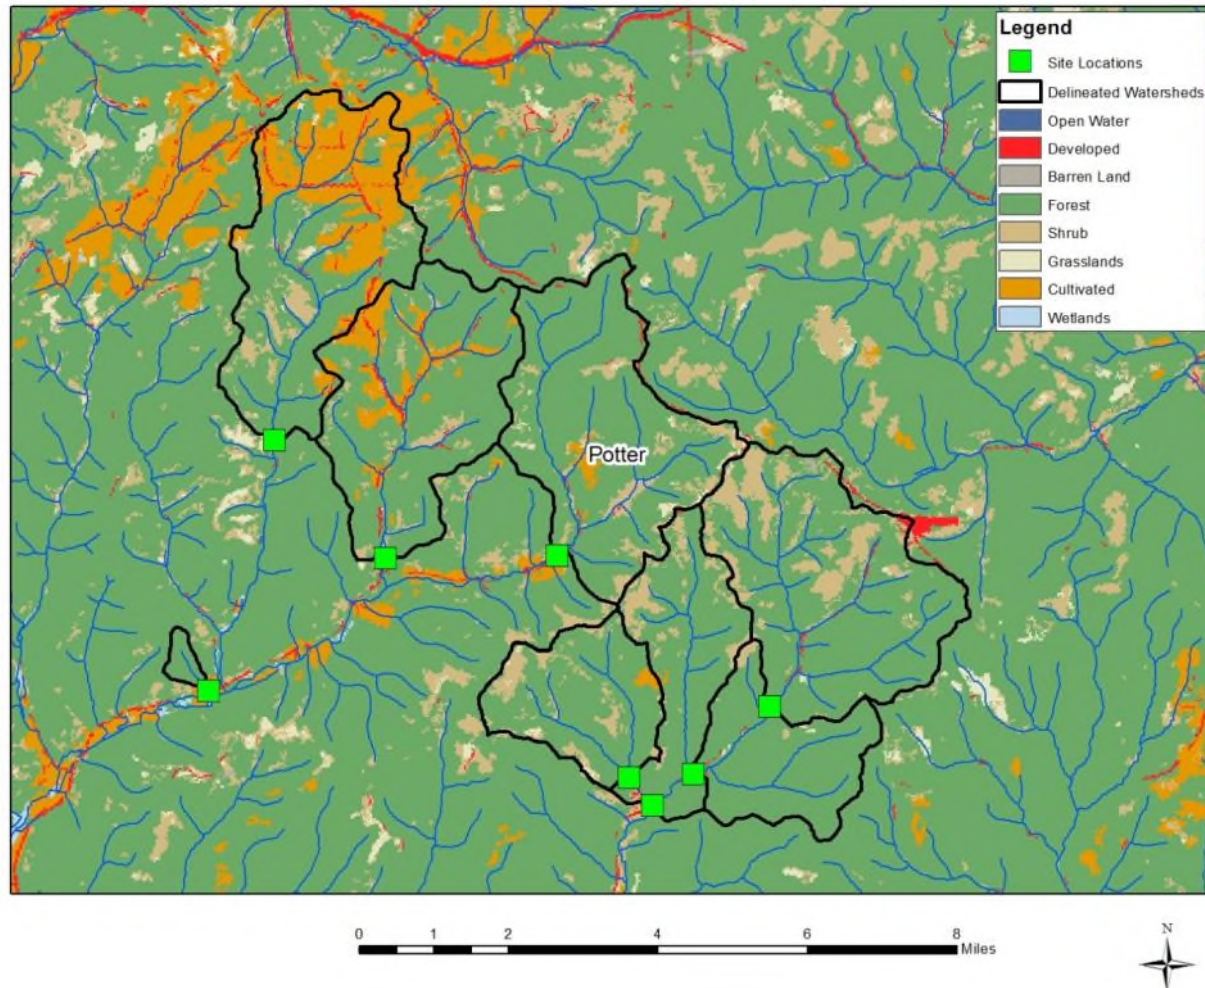 Legend
Site Locations
Delineated Watersheds
Open Water
Developed
Barren Land
Forest
Shrub
Grasslands
Cultivated
Wetlands
Potter
0 1 2 4 6 8
Miles
N